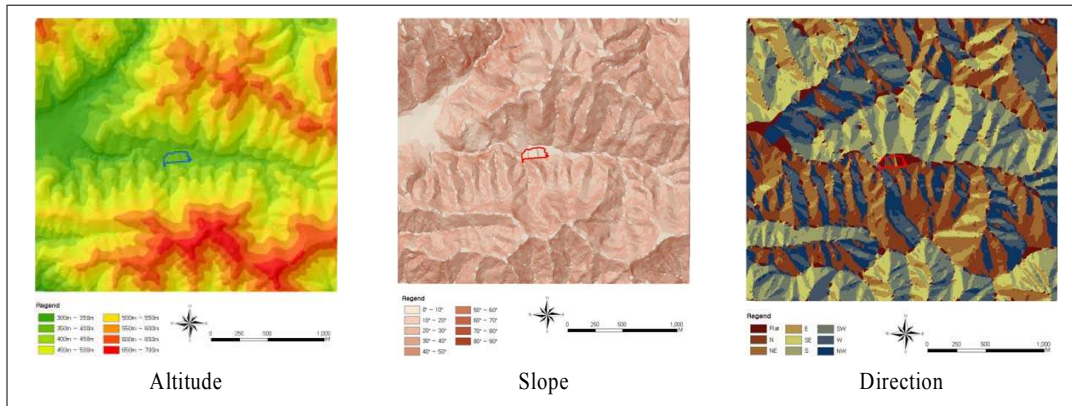 Regend
300m ~ 350m
350m ~ 400m
400m ~ 450m
450m ~ 500m
500m ~ 550m
550m ~ 600m
600m ~ 650m
650m ~ 700m
0 250 500 1,000
M
Altitude
Regend
0° ~ 10°
10° ~ 20°
20° ~ 30°
30° ~ 40°
40° ~ 50°
50° ~ 60°
60° ~ 70°
70° ~ 80°
80° ~ 90°
0 250 500 1,000
M
Slope
Regend
Flat
N
NE
E
SE
S
SW
W
NW
0 250 500 1,000
M
Direction